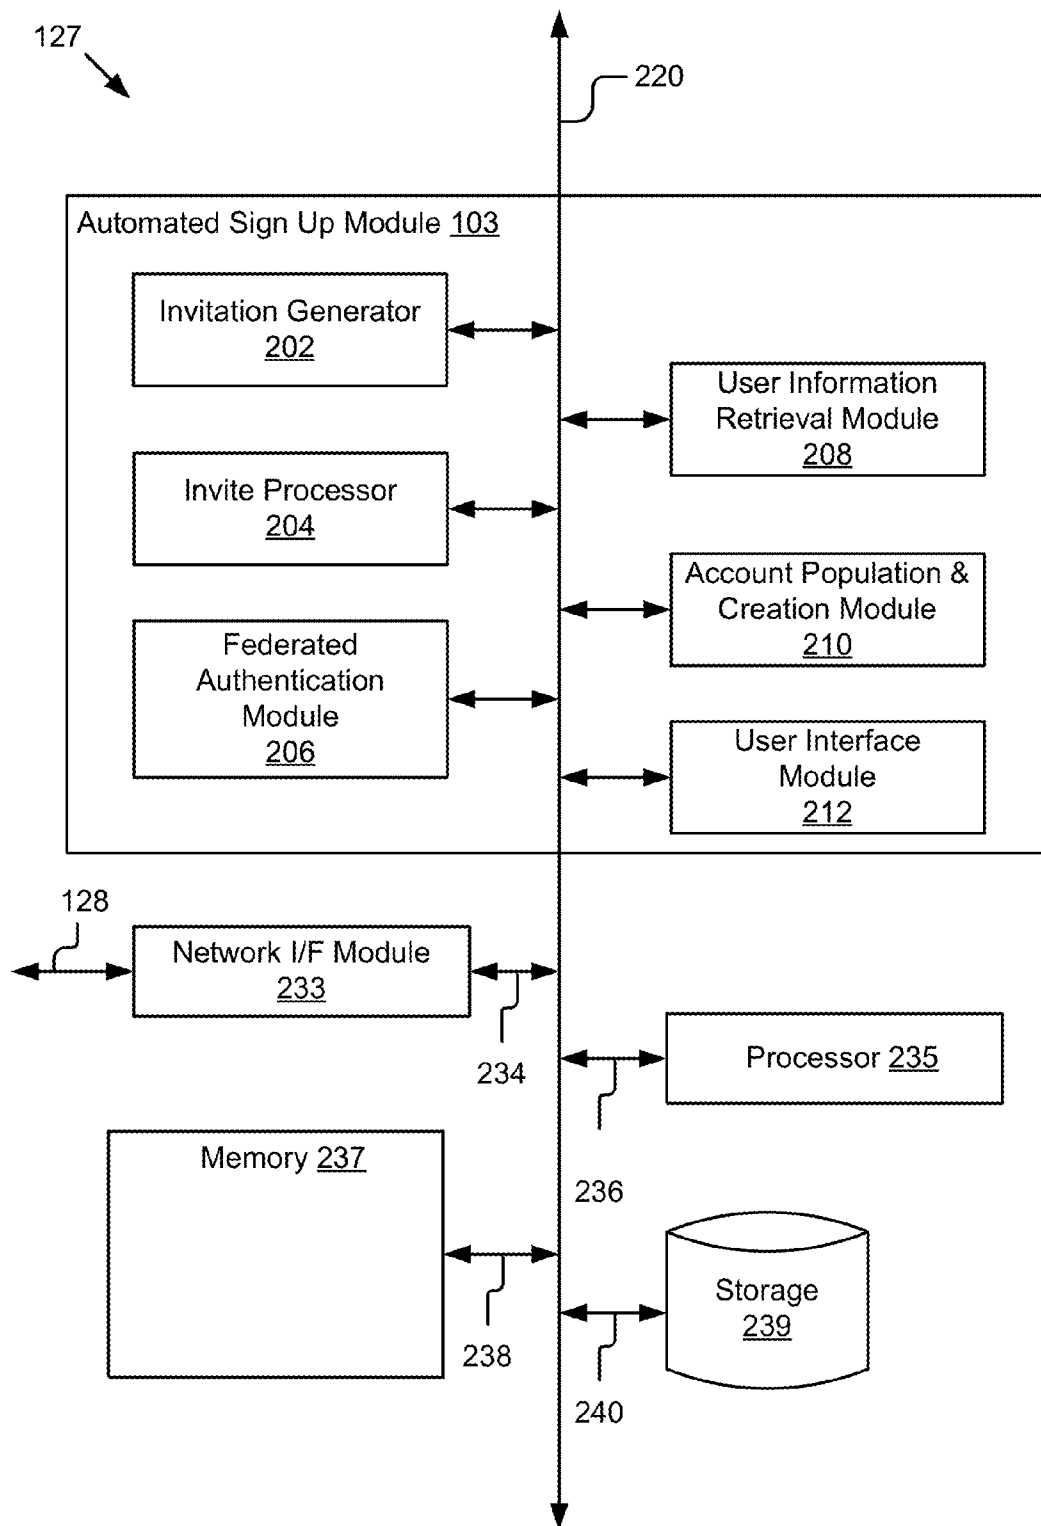 127
220
Automated Sign Up Module 103
Invitation Generator
202
User Information
Retrieval Module
208
Invite Processor
204
Account Population &
Creation Module
210
Federated
Authentication
Module
206
User Interface
Module
212
128
Network I/F Module
233
234
Processor 235
236
Memory 237
238
Storage
239
240